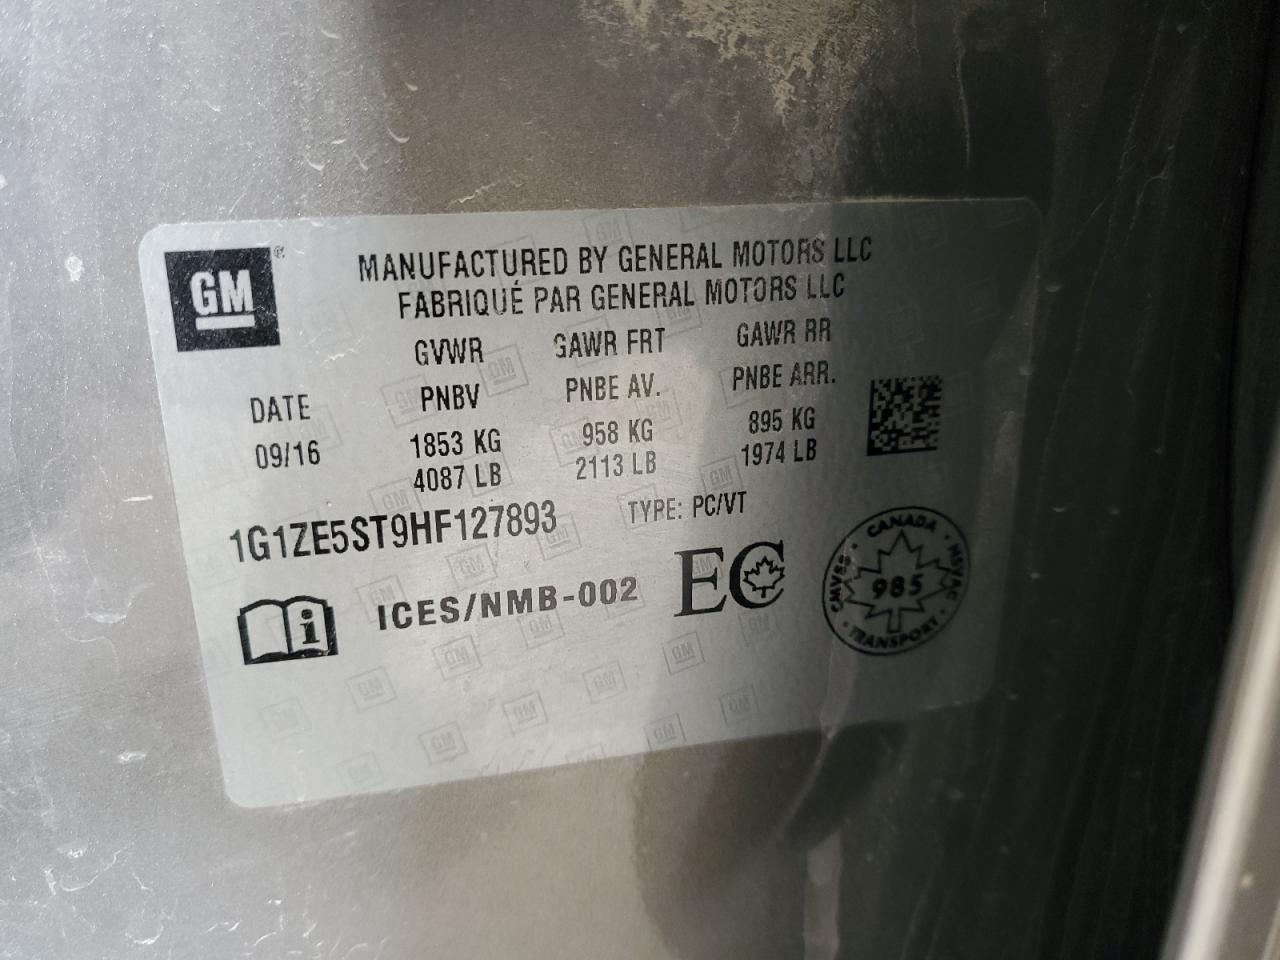 GM®
MANUFACTURED BY GENERAL MOTORS LLC
FABRIQUÉ PAR GENERAL MOTORS LLC
GVWR GAWR FRT GAWR RR
DATE PNBV PNBE AV. PNBE ARR.
09/16 1853 KG 958 KG 895 KG
4087 LB 2113 LB 1974 LB
1G1ZE5ST9HF127893 TYPE: PC/VT
i ICES/NMB-002 EC
CANADA
CMVSS 985 NSVAC
TRANSPORT